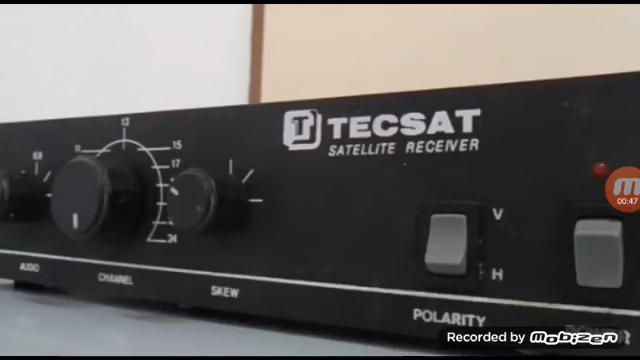 T TECSAT
SATELLITE RECEIVER
13
11
15
6.8
17
24
V
H
AUDIO
CHANNEL
SKEW
POLARITY
00:47
Recorded by mobizen